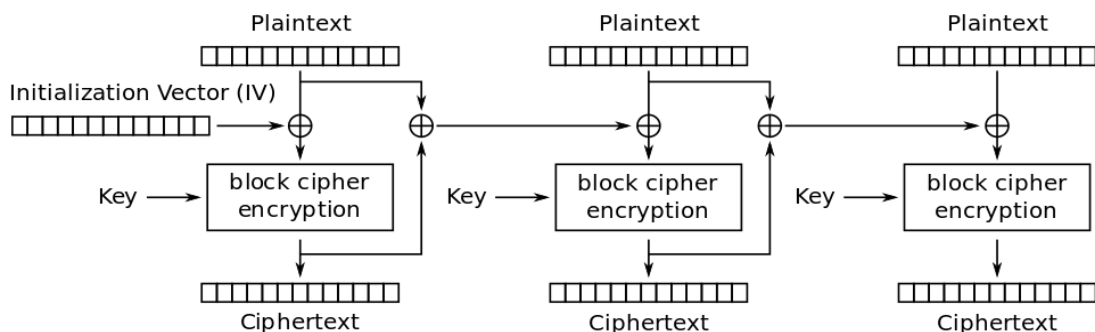 Plaintext
Plaintext
Plaintext
Initialization Vector (IV)
Key
block cipher
encryption
Key
block cipher
encryption
Key
block cipher
encryption
Ciphertext
Ciphertext
Ciphertext